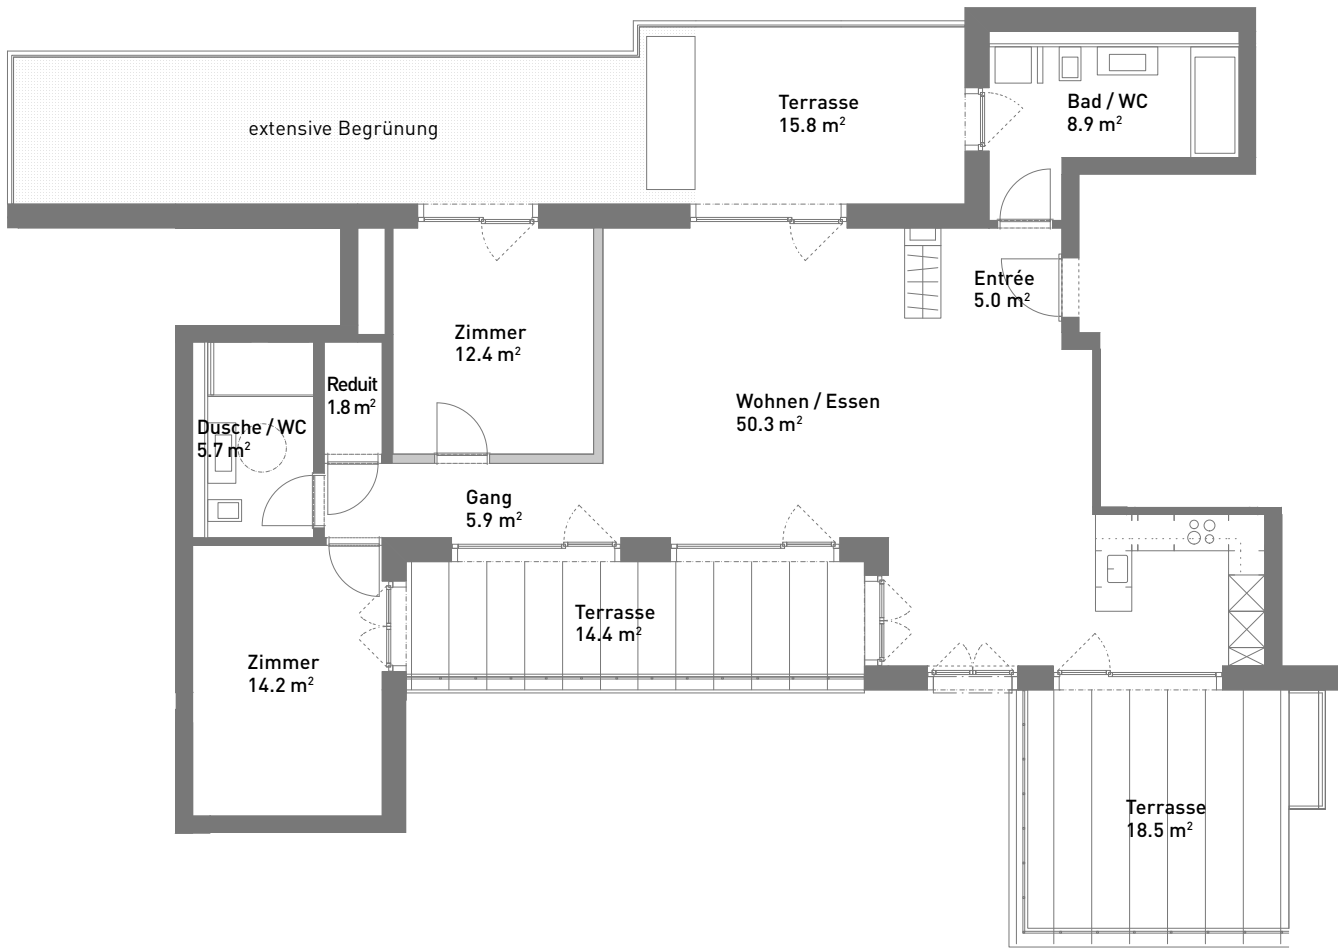 Terrasse
15.8 m²
Bad / WC
8.9 m²
extensive Begrünung
Entrée
5.0 m²
Zimmer
12.4 m²
Reduit
1.8 m²
Wohnen / Essen
50.3 m²
Dusche / WC
5.7 m²
Gang
5.9 m²
Terrasse
14.4 m²
Zimmer
14.2 m²
Terrasse
18.5 m²